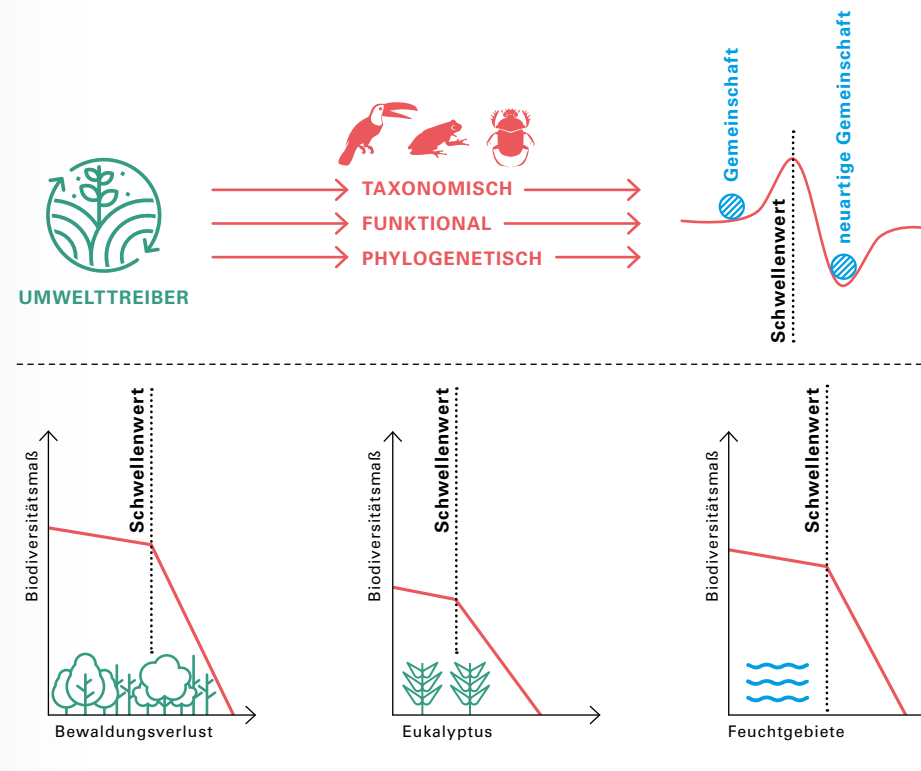 UMWELTTREIBER
TAXONOMISCH
FUNKTIONAL
PHYLOGENETISCH
Gemeinschaft
Schwellenwert
neuartige Gemeinschaft
Biodiversitätsmaß
Schwellenwert
Bewaldungsverlust
Biodiversitätsmaß
Schwellenwert
Eukalyptus
Biodiversitätsmaß
Schwellenwert
Feuchtgebiete